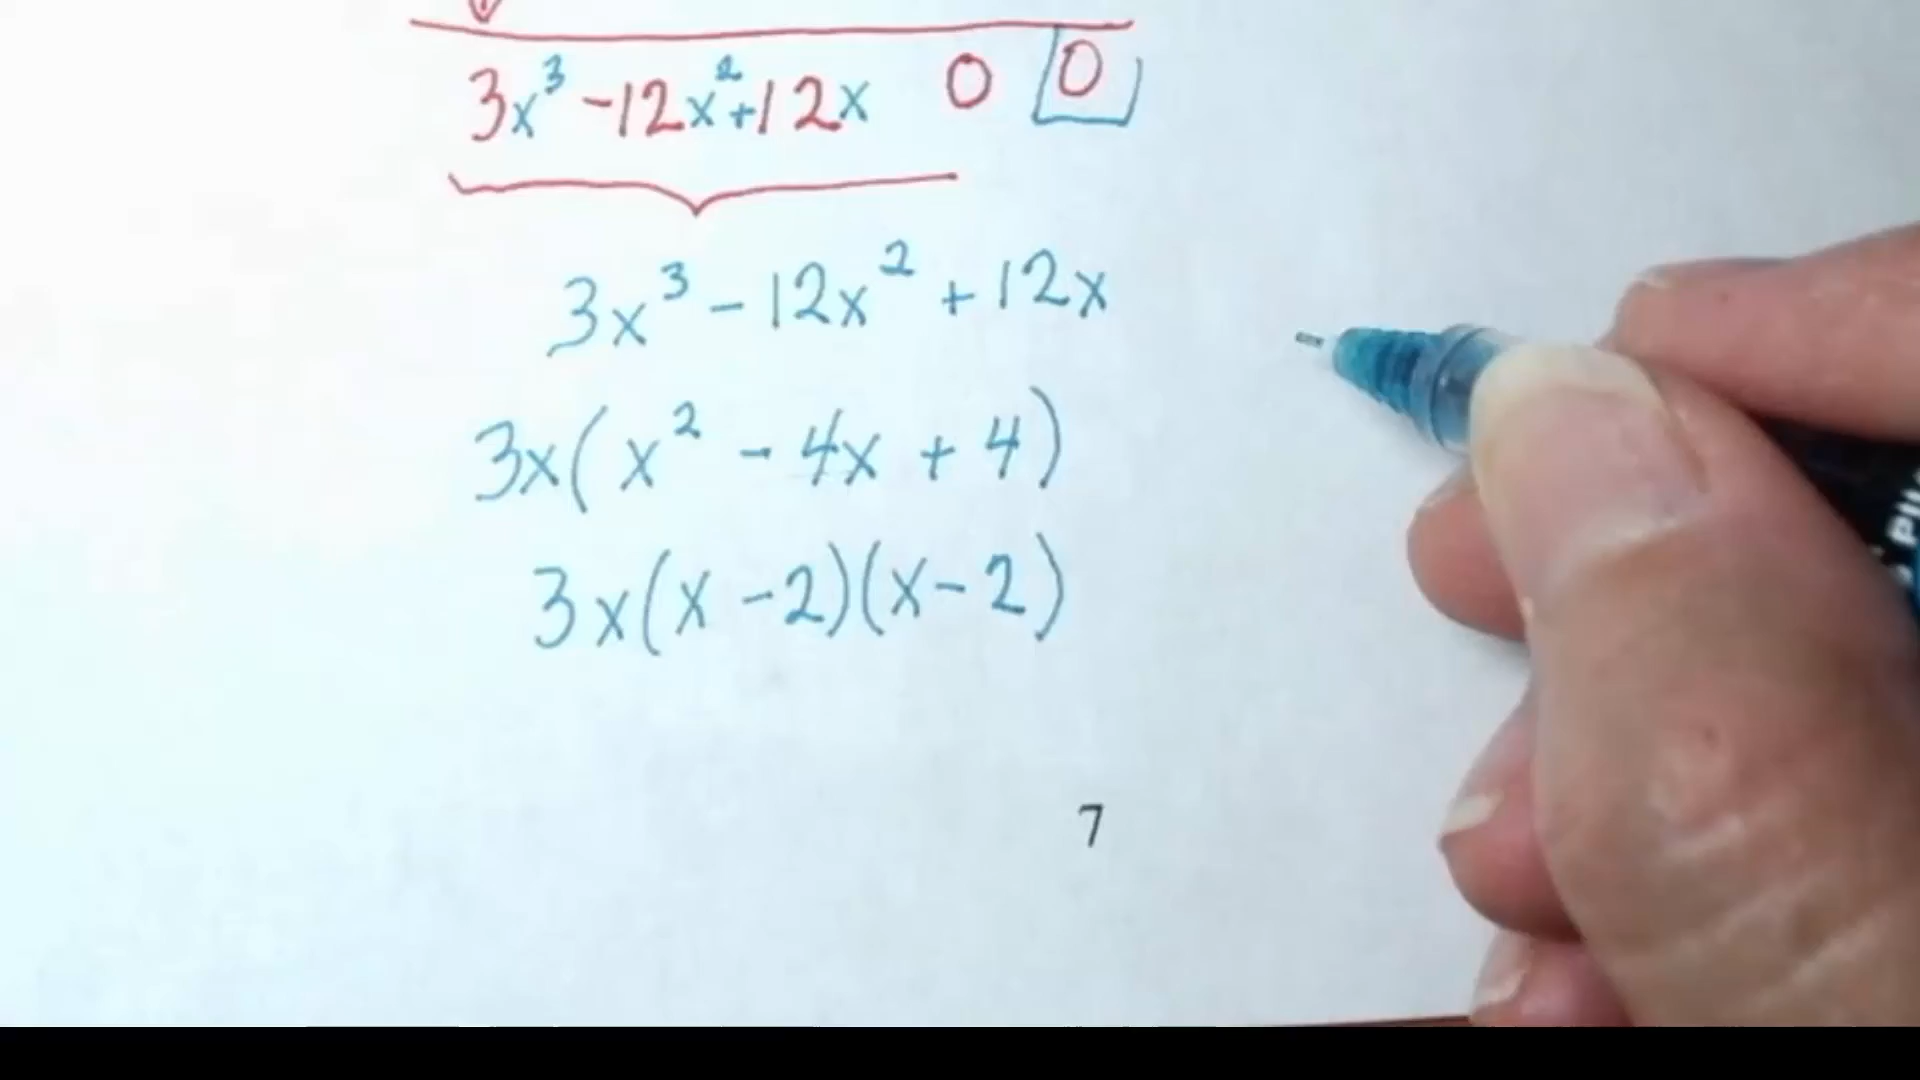 3x³ -12x² +12x 0 0
3x³ - 12x² + 12x
3x( x² - 4x + 4)
3x(x - 2)(x - 2)
7